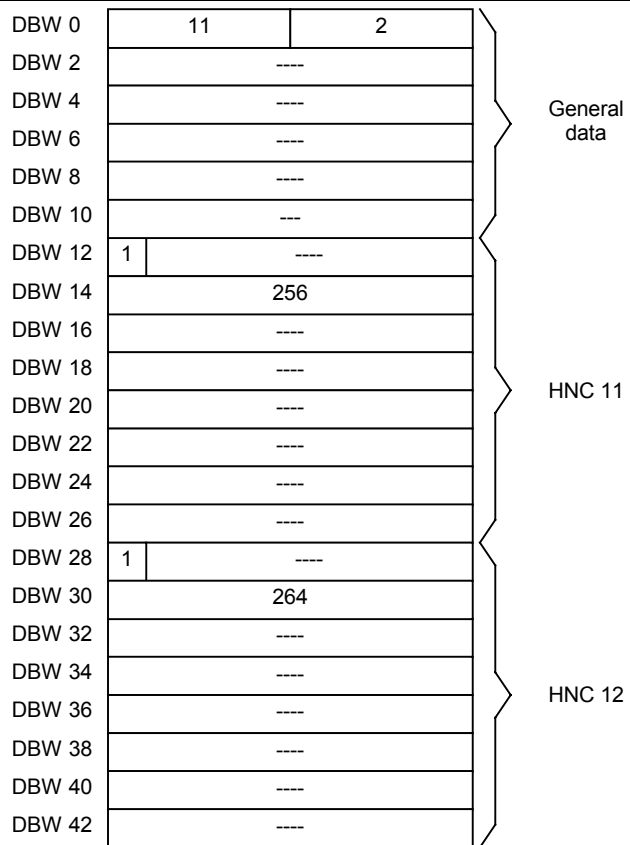 DBW 0 11 2
DBW 2 ----
DBW 4 ----
General
DBW 6 ----
data
DBW 8 ----
DBW 10 ---
DBW 12 1 ----
DBW 14 256
DBW 16 ----
DBW 18 ----
HNC 11
DBW 20 ----
DBW 22 ----
DBW 24 ----
DBW 26 ----
DBW 28 1 ----
DBW 30 264
DBW 32 ----
DBW 34 ----
HNC 12
DBW 36 ----
DBW 38 ----
DBW 40 ----
DBW 42 ----